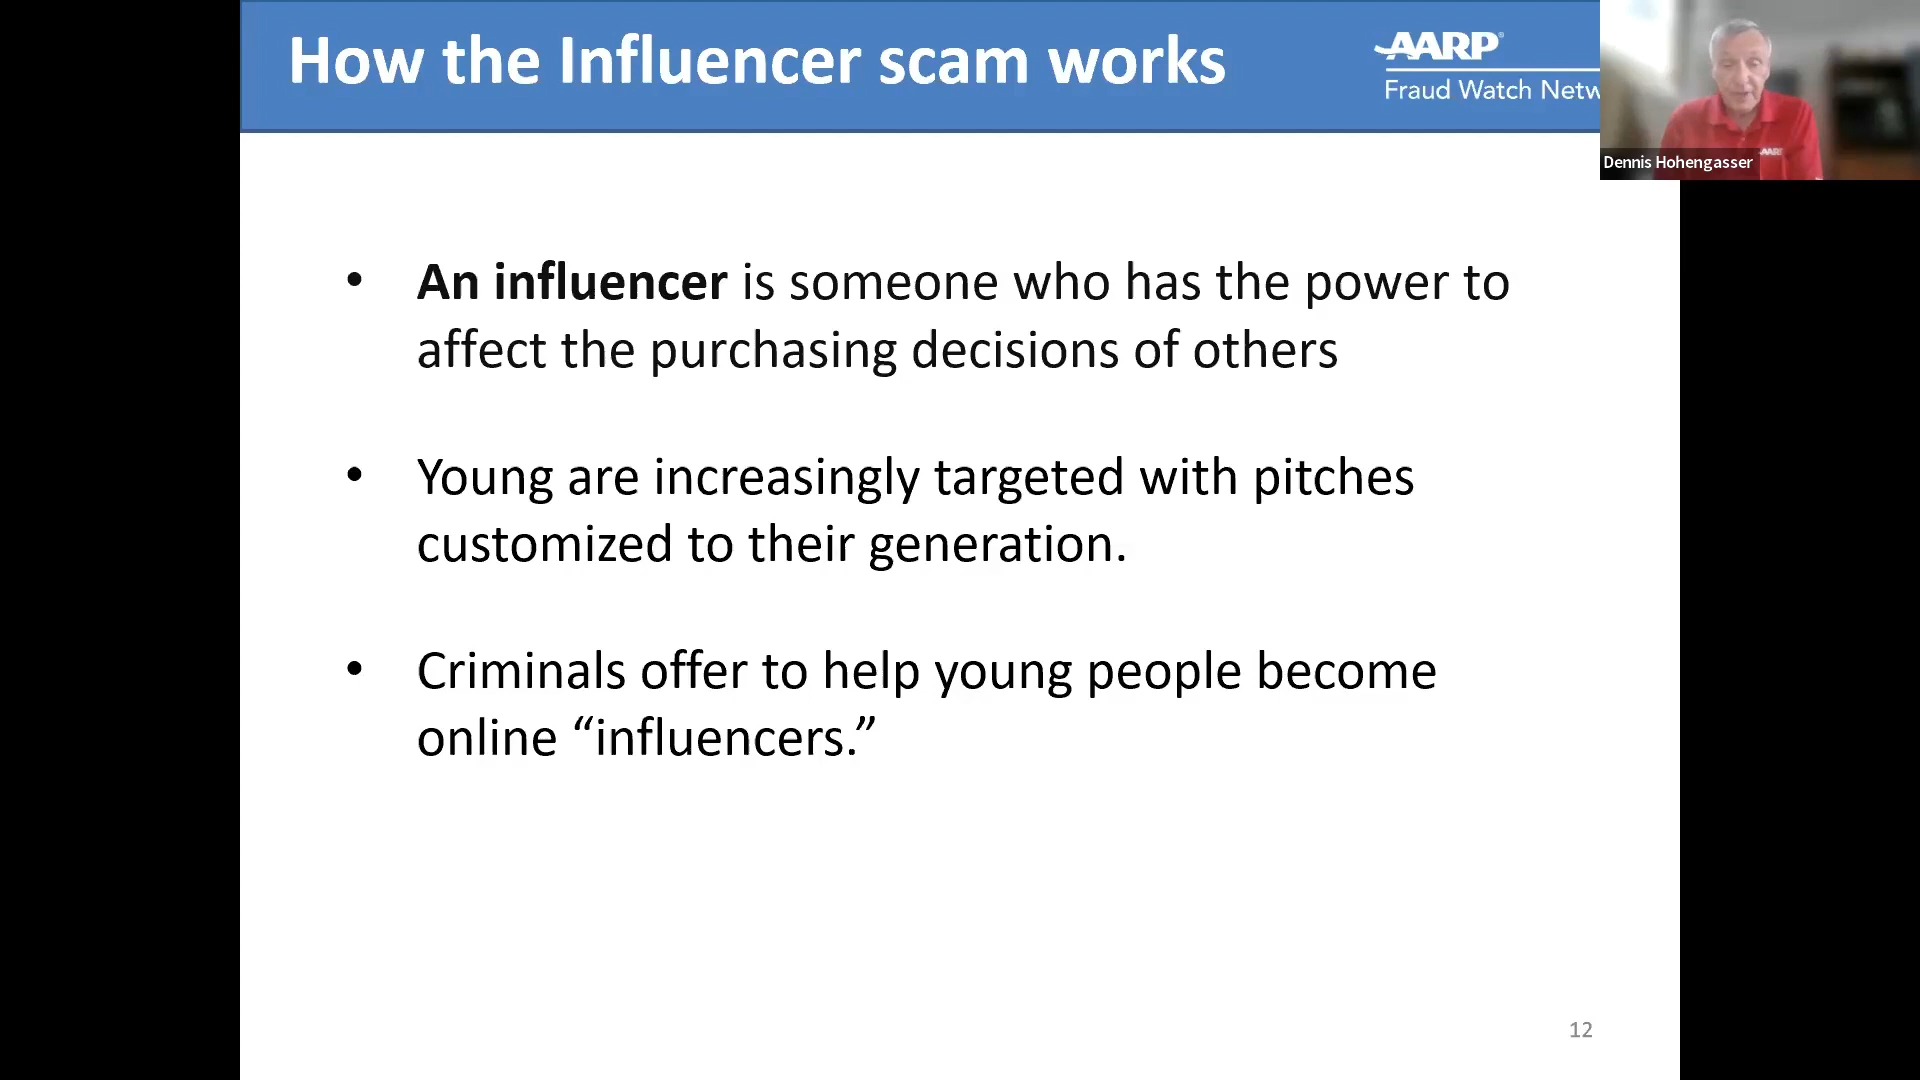 How the Influencer scam works
AARP®
Fraud Watch Netw
Dennis Hohengasser
AARP
• An influencer is someone who has the power to
affect the purchasing decisions of others
• Young are increasingly targeted with pitches
customized to their generation.
• Criminals offer to help young people become
online “influencers.”
12